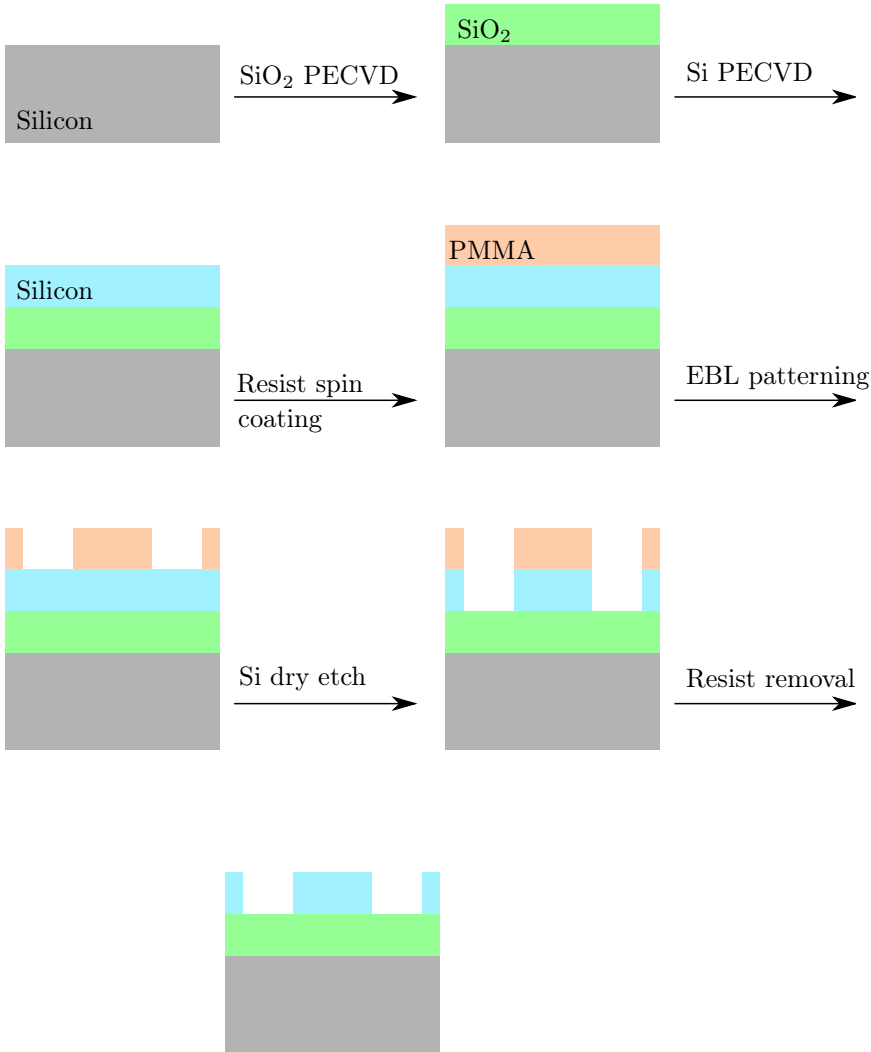 SiO₂
Silicon
SiO₂ PECVD
Si PECVD
Silicon
PMMA
Resist spin
coating
EBL patterning
Si dry etch
Resist removal